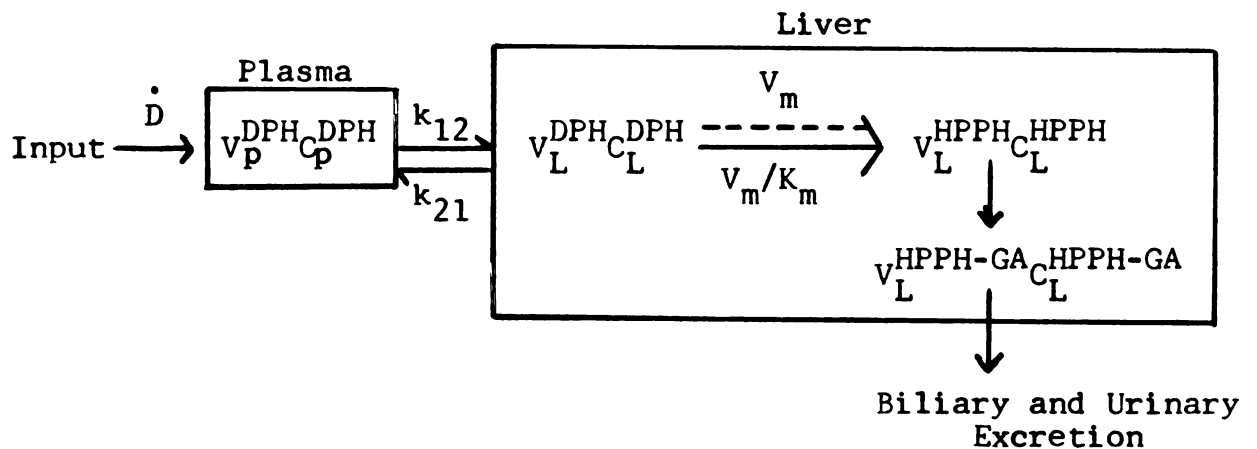 Liver
Plasma
Input
Ḋ
V_p^DPH C_p^DPH
k_12
k_21
V_L^DPH C_L^DPH
V_m
V_m/K_m
V_L^HPPH C_L^HPPH
V_L^HPPH-GA C_L^HPPH-GA
Biliary and Urinary
Excretion